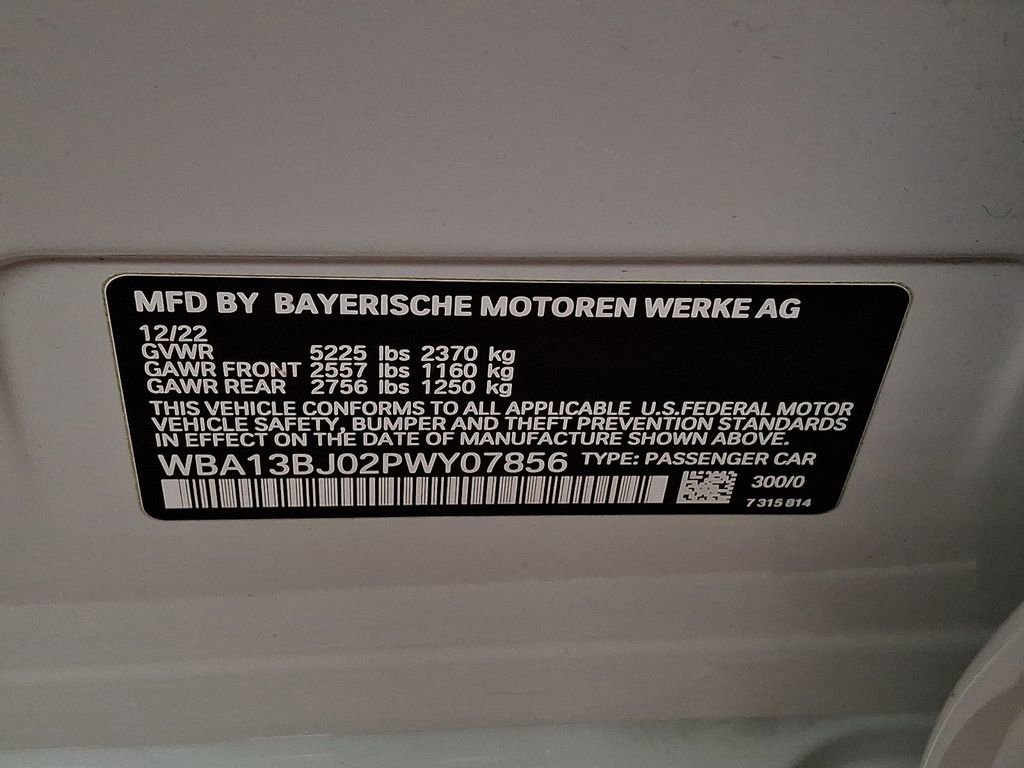 MFD BY BAYERISCHE MOTOREN WERKE AG
12/22
GVWR 5225 lbs 2370 kg
GAWR FRONT 2557 lbs 1160 kg
GAWR REAR 2756 lbs 1250 kg
THIS VEHICLE CONFORMS TO ALL APPLICABLE U.S.FEDERAL MOTOR
VEHICLE SAFETY, BUMPER AND THEFT PREVENTION STANDARDS
IN EFFECT ON THE DATE OF MANUFACTURE SHOWN ABOVE.
WBA13BJ02PWY07856 TYPE: PASSENGER CAR
300/0
7 315 814